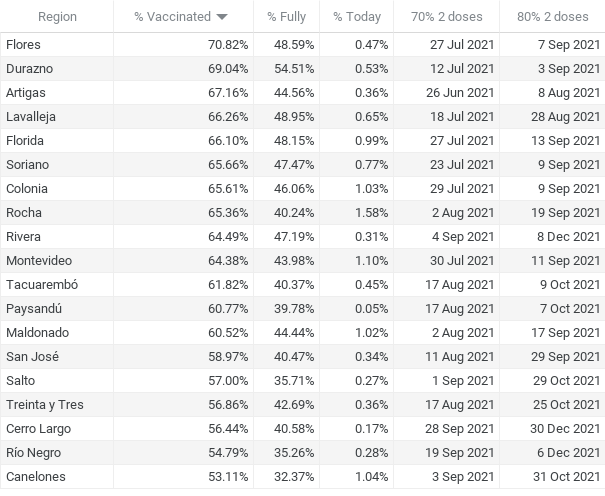 Region % Vaccinated % Fully % Today 70% 2 doses 80% 2 doses
Flores 70.82% 48.59% 0.47% 27 Jul 2021 7 Sep 2021
Durazno 69.04% 54.51% 0.53% 12 Jul 2021 3 Sep 2021
Artigas 67.16% 44.56% 0.36% 26 Jun 2021 8 Aug 2021
Lavalleja 66.26% 48.95% 0.65% 18 Jul 2021 28 Aug 2021
Florida 66.10% 48.15% 0.99% 27 Jul 2021 13 Sep 2021
Soriano 65.66% 47.47% 0.77% 23 Jul 2021 9 Sep 2021
Colonia 65.61% 46.06% 1.03% 29 Jul 2021 9 Sep 2021
Rocha 65.36% 40.24% 1.58% 2 Aug 2021 19 Sep 2021
Rivera 64.49% 47.19% 0.31% 4 Sep 2021 8 Dec 2021
Montevideo 64.38% 43.98% 1.10% 30 Jul 2021 11 Sep 2021
Tacuarembó 61.82% 40.37% 0.45% 17 Aug 2021 9 Oct 2021
Paysandú 60.77% 39.78% 0.05% 17 Aug 2021 7 Oct 2021
Maldonado 60.52% 44.44% 1.02% 2 Aug 2021 17 Sep 2021
San José 58.97% 40.47% 0.34% 11 Aug 2021 29 Sep 2021
Salto 57.00% 35.71% 0.27% 1 Sep 2021 29 Oct 2021
Treinta y Tres 56.86% 42.69% 0.36% 17 Aug 2021 25 Oct 2021
Cerro Largo 56.44% 40.58% 0.17% 28 Sep 2021 30 Dec 2021
Río Negro 54.79% 35.26% 0.28% 19 Sep 2021 6 Dec 2021
Canelones 53.11% 32.37% 1.04% 3 Sep 2021 31 Oct 2021